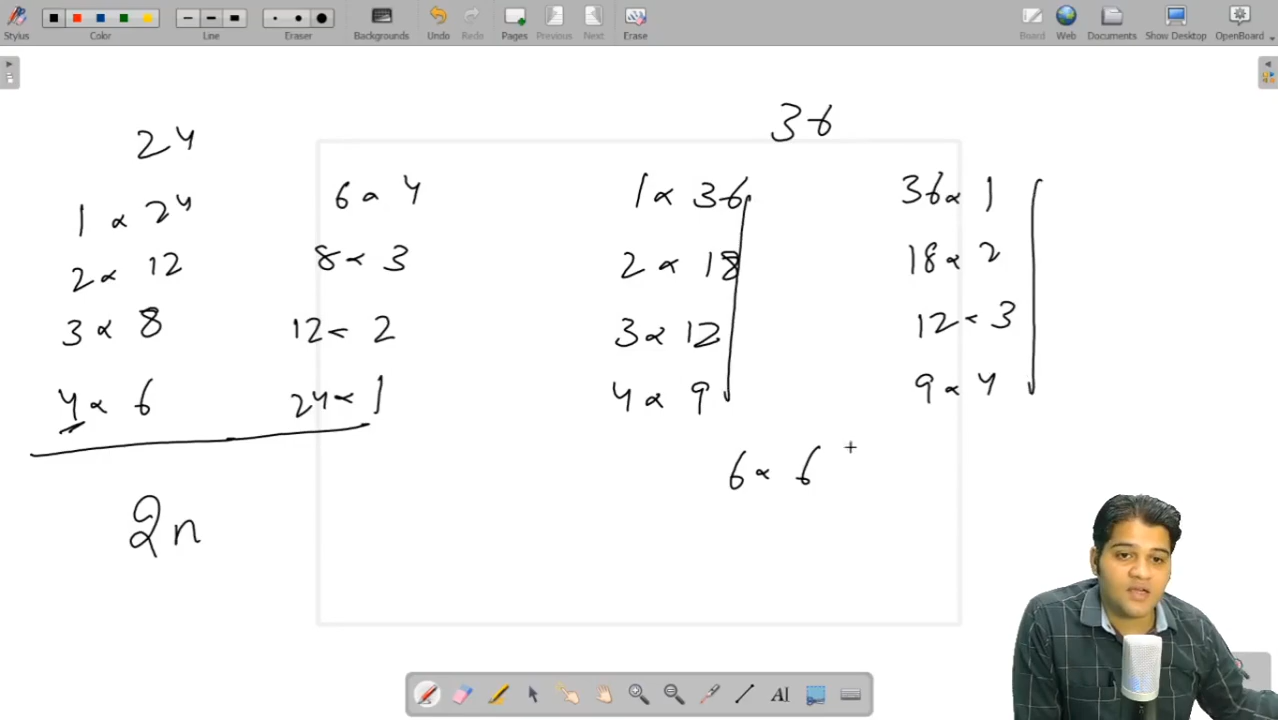 Stylus Color Line Eraser Backgrounds Undo Redo Pages Previous Next Erase Board Web Documents Show Desktop OpenBoard
24
1 × 24
2 × 12
3 × 8
4 × 6
6 × 4
8 × 3
12 × 2
24 × 1
2n
36
1 × 36
2 × 18
3 × 12
4 × 9
36 × 1
18 × 2
12 × 3
9 × 4
6 × 6
AI